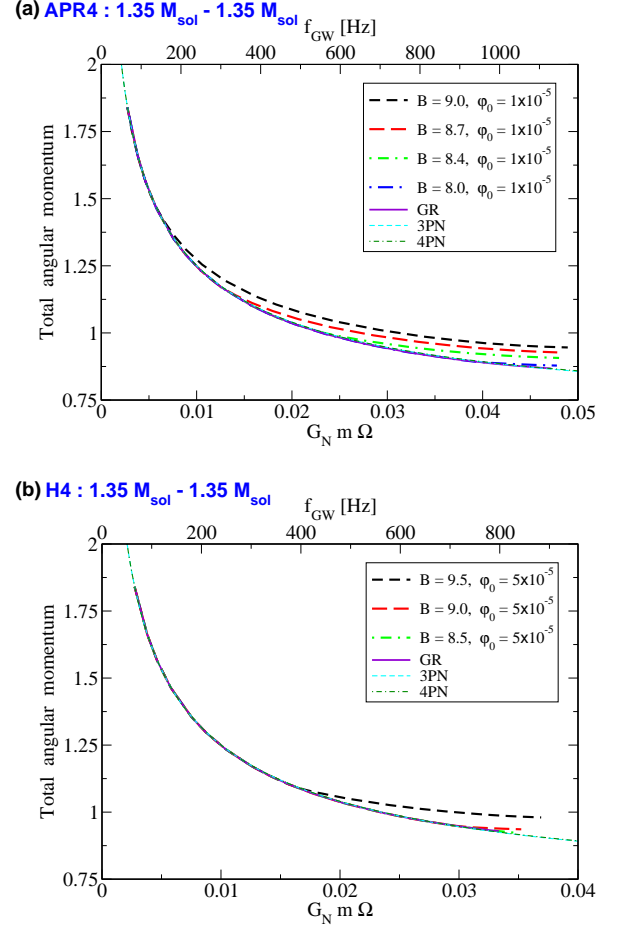 (a) APR4 : 1.35 M_sol - 1.35 M_sol
f_GW [Hz]
0 200 400 600 800 1000
2
1.75
1.5
1.25
1
0.75
Total angular momentum
B = 9.0, φ_0 = 1x10^-5
B = 8.7, φ_0 = 1x10^-5
B = 8.4, φ_0 = 1x10^-5
B = 8.0, φ_0 = 1x10^-5
GR
3PN
4PN
0 0.01 0.02 0.03 0.04 0.05
G_N m Ω
(b) H4 : 1.35 M_sol - 1.35 M_sol
f_GW [Hz]
0 200 400 600 800
2
1.75
1.5
1.25
1
0.75
Total angular momentum
B = 9.5, φ_0 = 5x10^-5
B = 9.0, φ_0 = 5x10^-5
B = 8.5, φ_0 = 5x10^-5
GR
3PN
4PN
0 0.01 0.02 0.03 0.04
G_N m Ω